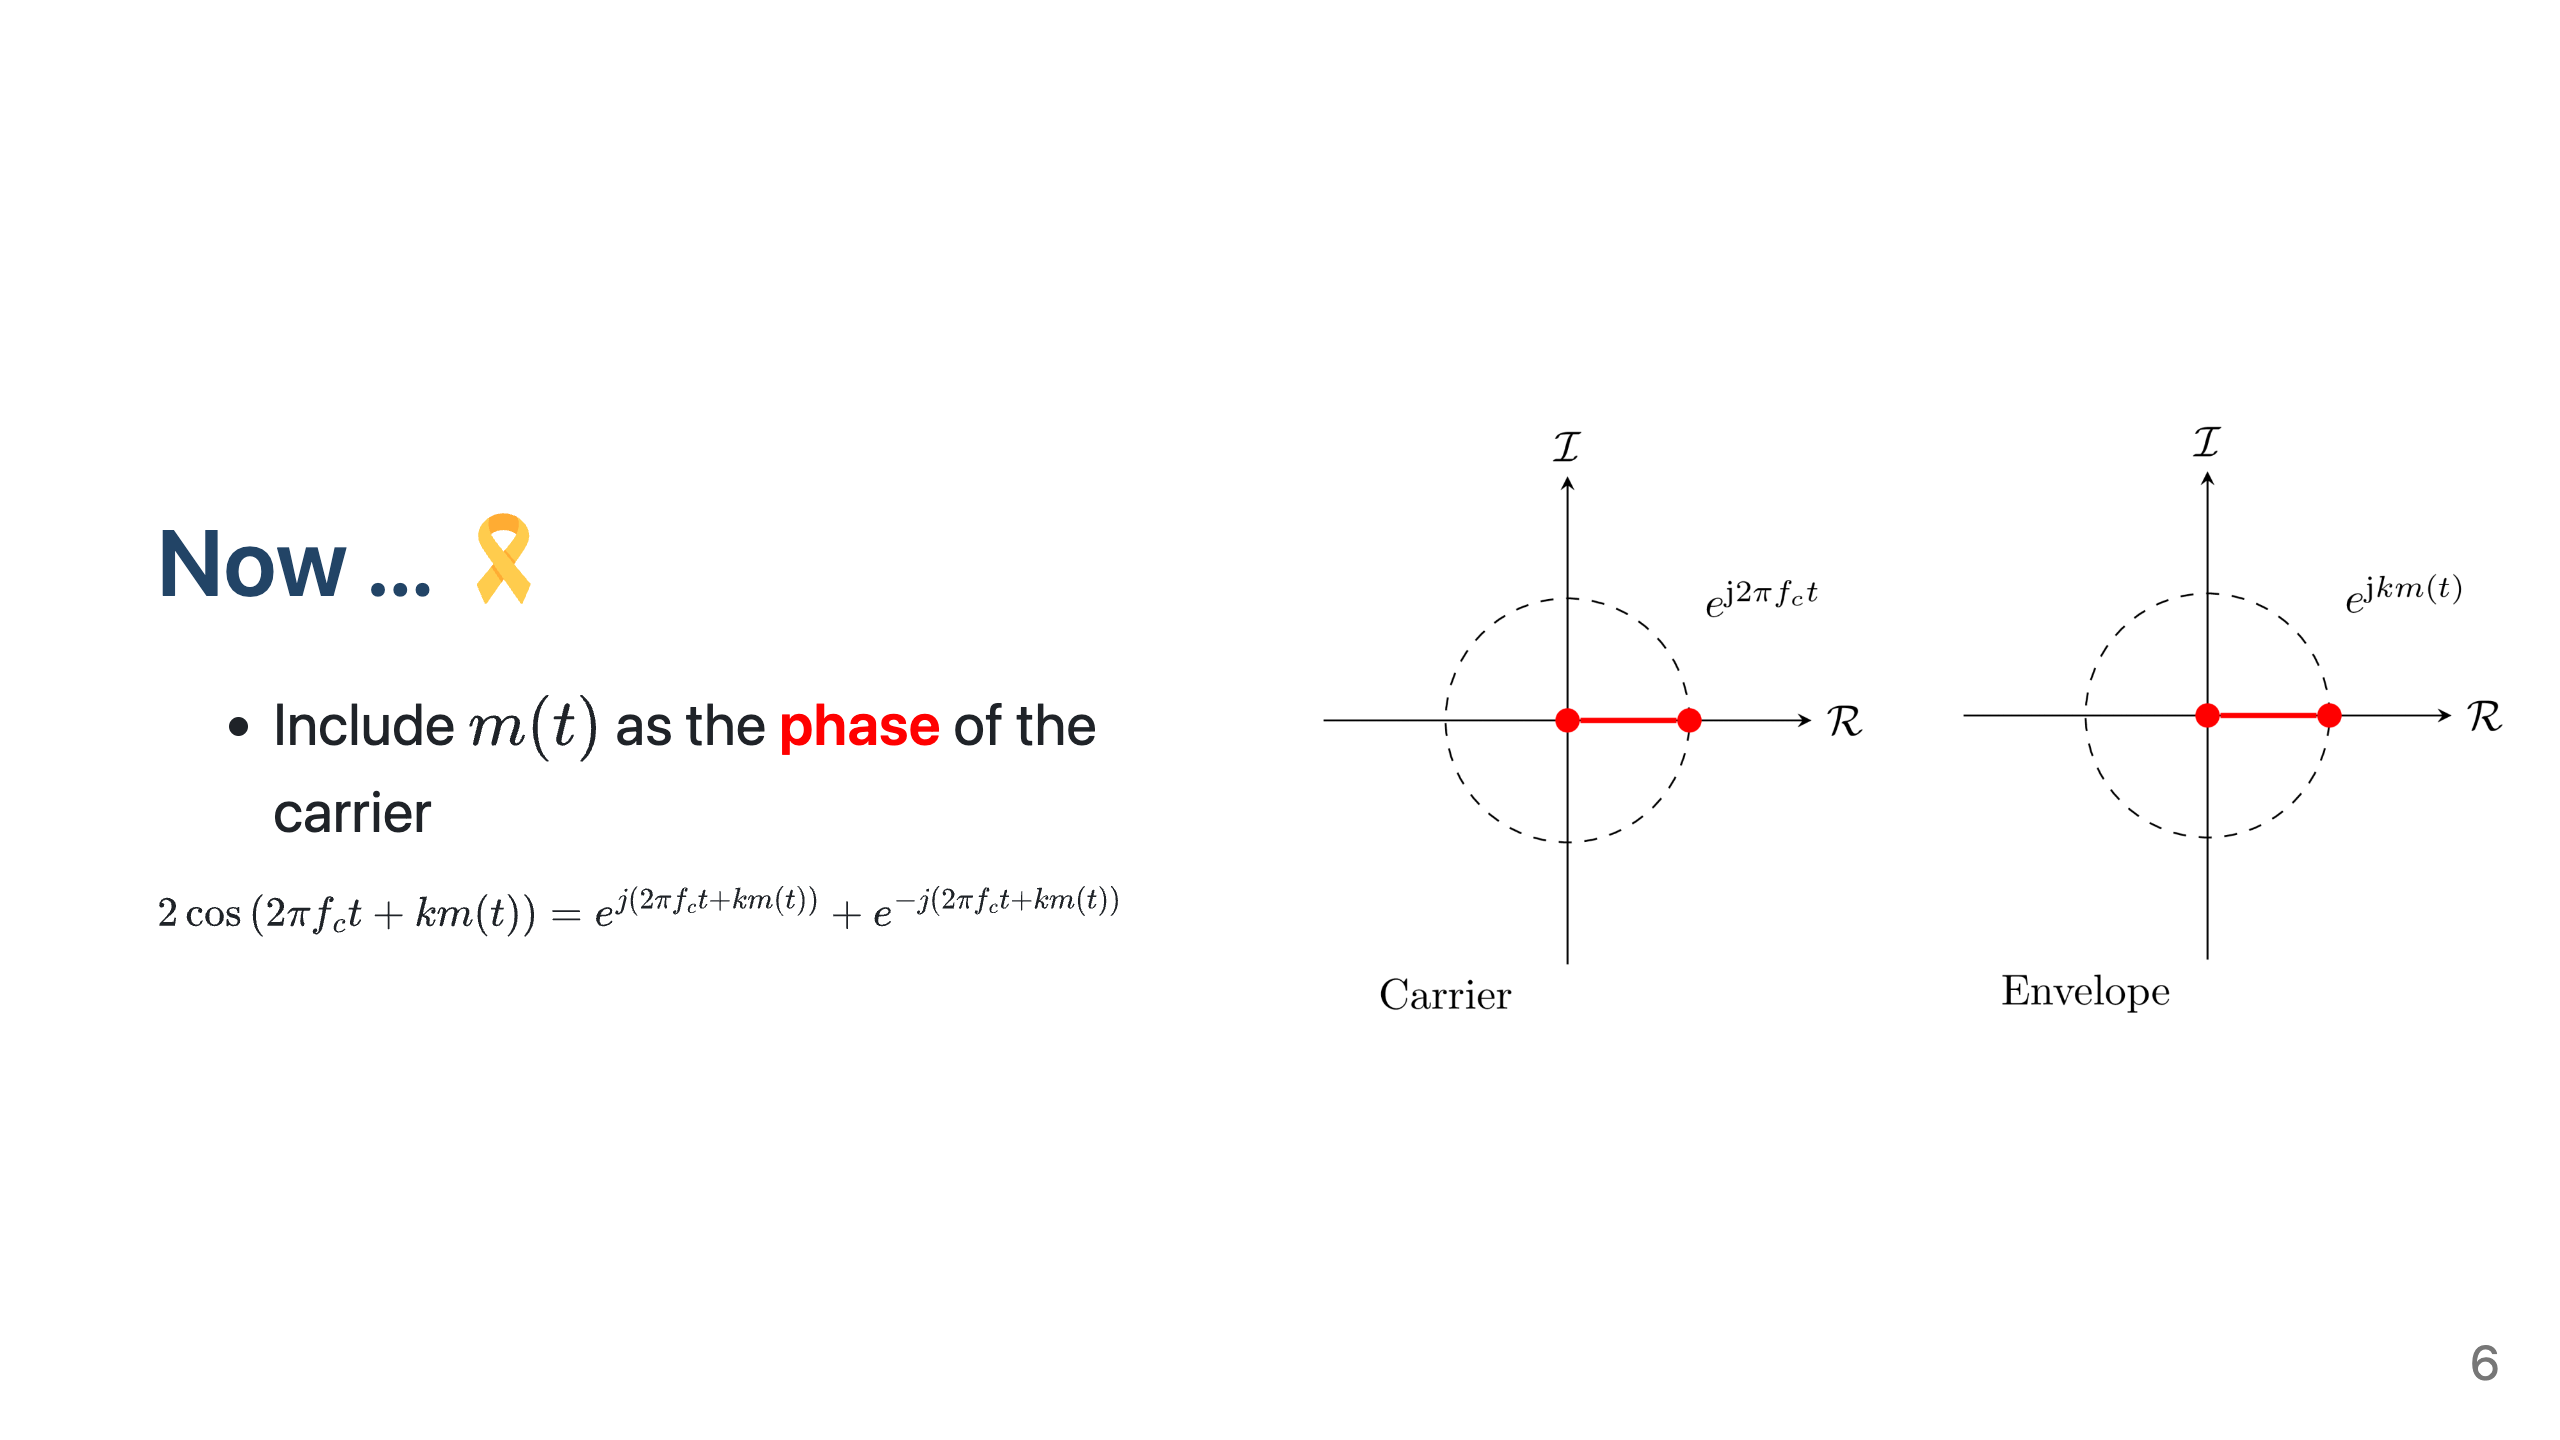 Now ... 🎗️
• Include m(t) as the phase of the
carrier
2 cos (2πf_c t + km(t)) = e^{j(2πf_c t+km(t))} + e^{−j(2πf_c t+km(t))}
ℐ
e^{j2πf_c t}
ℛ
Carrier
ℐ
e^{jkm(t)}
ℛ
Envelope
6